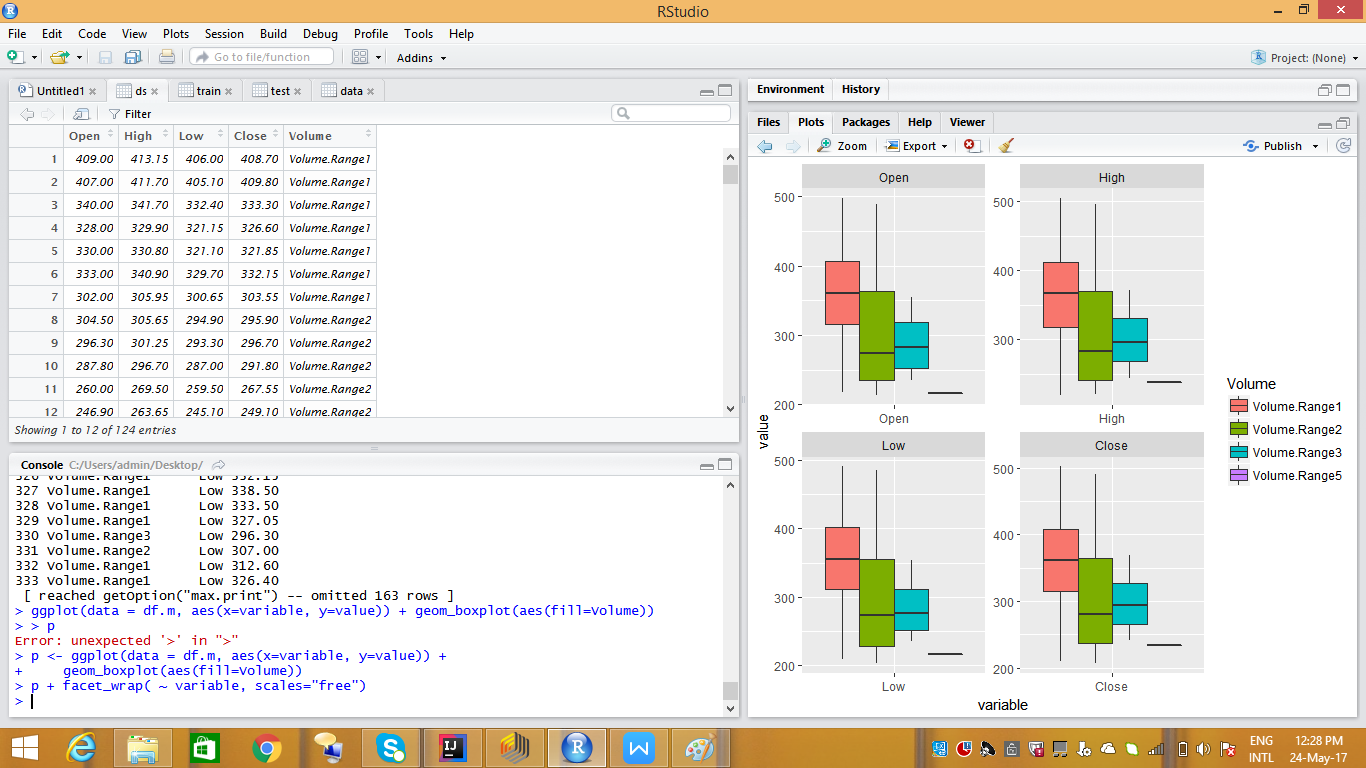 RStudio
File Edit Code View Plots Session Build Debug Profile Tools Help
Go to file/function Addins Project: (None)
Untitled1 ds train test data
Filter
Open High Low Close Volume
1 409.00 413.15 406.00 408.70 Volume.Range1
2 407.00 411.70 405.10 409.80 Volume.Range1
3 340.00 341.70 332.40 333.30 Volume.Range1
4 328.00 329.90 321.15 326.60 Volume.Range1
5 330.00 330.80 321.10 321.85 Volume.Range1
6 333.00 340.90 329.70 332.15 Volume.Range1
7 302.00 305.95 300.65 303.55 Volume.Range1
8 304.50 305.65 294.90 295.90 Volume.Range2
9 296.30 301.25 293.30 296.70 Volume.Range2
10 287.80 296.70 287.00 291.80 Volume.Range2
11 260.00 269.50 259.50 267.55 Volume.Range2
12 246.90 263.65 245.10 249.10 Volume.Range2
Showing 1 to 12 of 124 entries
Console C:/Users/admin/Desktop/
326 Volume.Range1 Low 332.15
327 Volume.Range1 Low 338.50
328 Volume.Range1 Low 333.50
329 Volume.Range1 Low 327.05
330 Volume.Range3 Low 296.30
331 Volume.Range2 Low 307.00
332 Volume.Range1 Low 312.60
333 Volume.Range1 Low 326.40
[ reached getOption("max.print") -- omitted 163 rows ]
> ggplot(data = df.m, aes(x=variable, y=value)) + geom_boxplot(aes(fill=Volume))
> > p
Error: unexpected '>' in ">"
> p <- ggplot(data = df.m, aes(x=variable, y=value)) +
+ geom_boxplot(aes(fill=Volume))
> p + facet_wrap( ~ variable, scales="free")
>
Environment History
Files Plots Packages Help Viewer
Zoom Export Publish
Open High
500 500
400 400
300 300
200
Open High
value
Low Close
500 500
400 400
300 300
200 200
Low Close
variable
Volume
Volume.Range1
Volume.Range2
Volume.Range3
Volume.Range5
ENG 12:28 PM
INTL 24-May-17